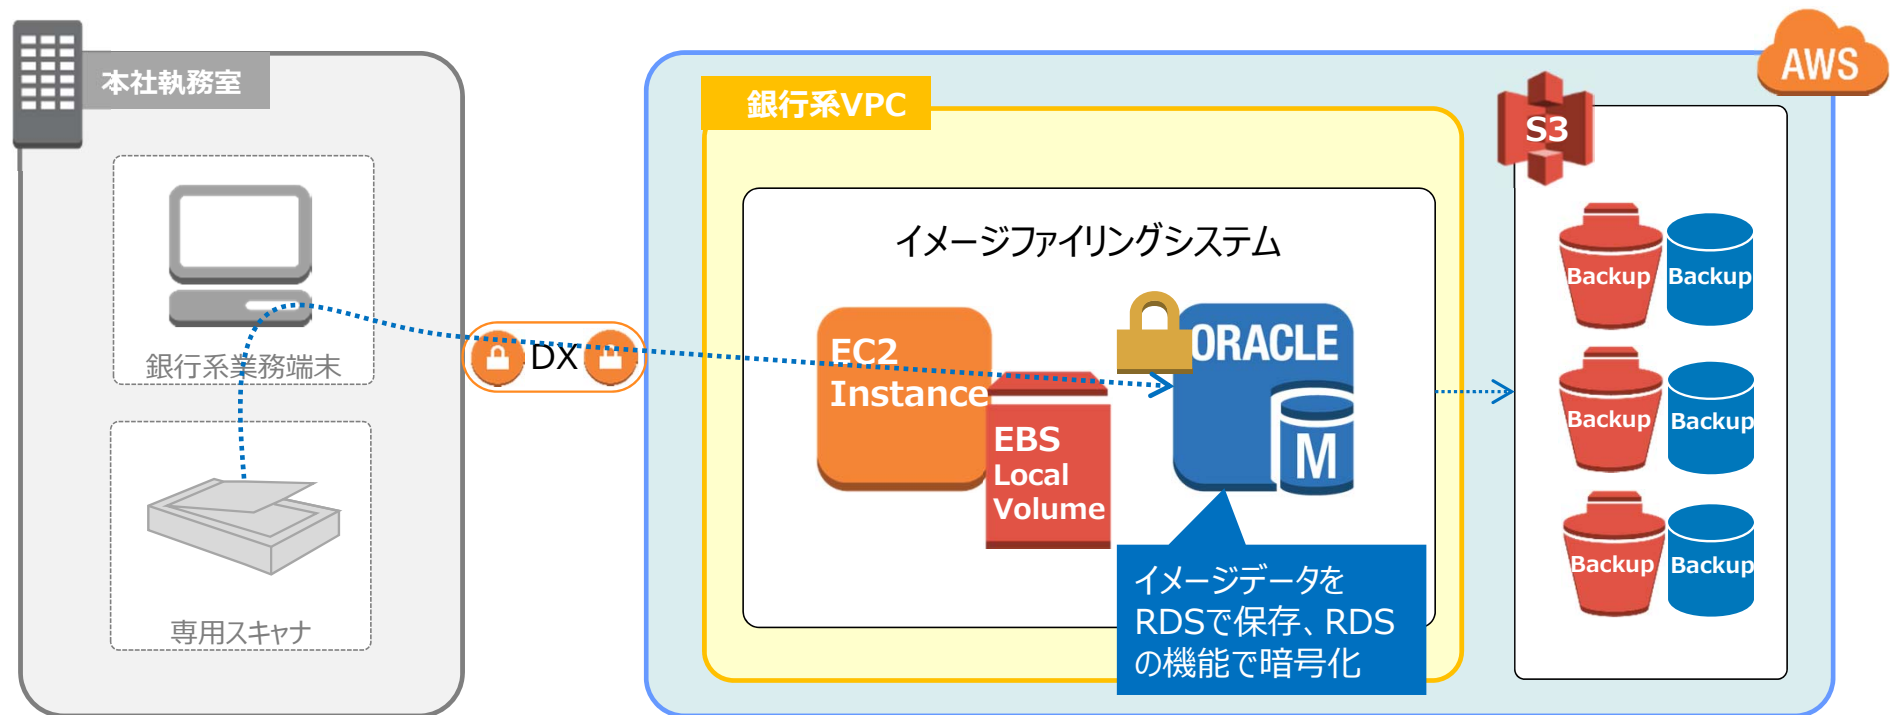 本社執務室
銀行系業務端末
専用スキャナ
DX
AWS
銀行系VPC
イメージファイリングシステム
EC2
Instance
EBS
Local
Volume
ORACLE
M
イメージデータを
RDSで保存、RDS
の機能で暗号化
S3
Backup Backup
Backup Backup
Backup Backup